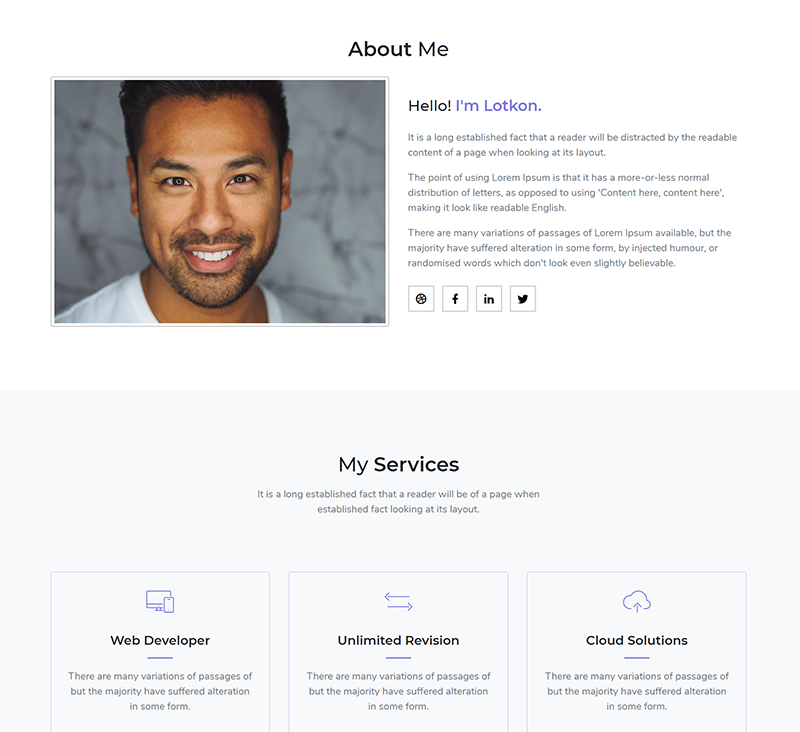 About Me
Hello! I'm Lotkon.
It is a long established fact that a reader will be distracted by the readable
content of a page when looking at its layout.
The point of using Lorem Ipsum is that it has a more-or-less normal
distribution of letters, as opposed to using 'Content here, content here',
making it look like readable English.
There are many variations of passages of Lorem Ipsum available, but the
majority have suffered alteration in some form, by injected humour, or
randomised words which don't look even slightly believable.
My Services
It is a long established fact that a reader will be of a page when
established fact looking at its layout.
Web Developer
There are many variations of passages of
but the majority have suffered alteration
in some form.
Unlimited Revision
There are many variations of passages of
but the majority have suffered alteration
in some form.
Cloud Solutions
There are many variations of passages of
but the majority have suffered alteration
in some form.